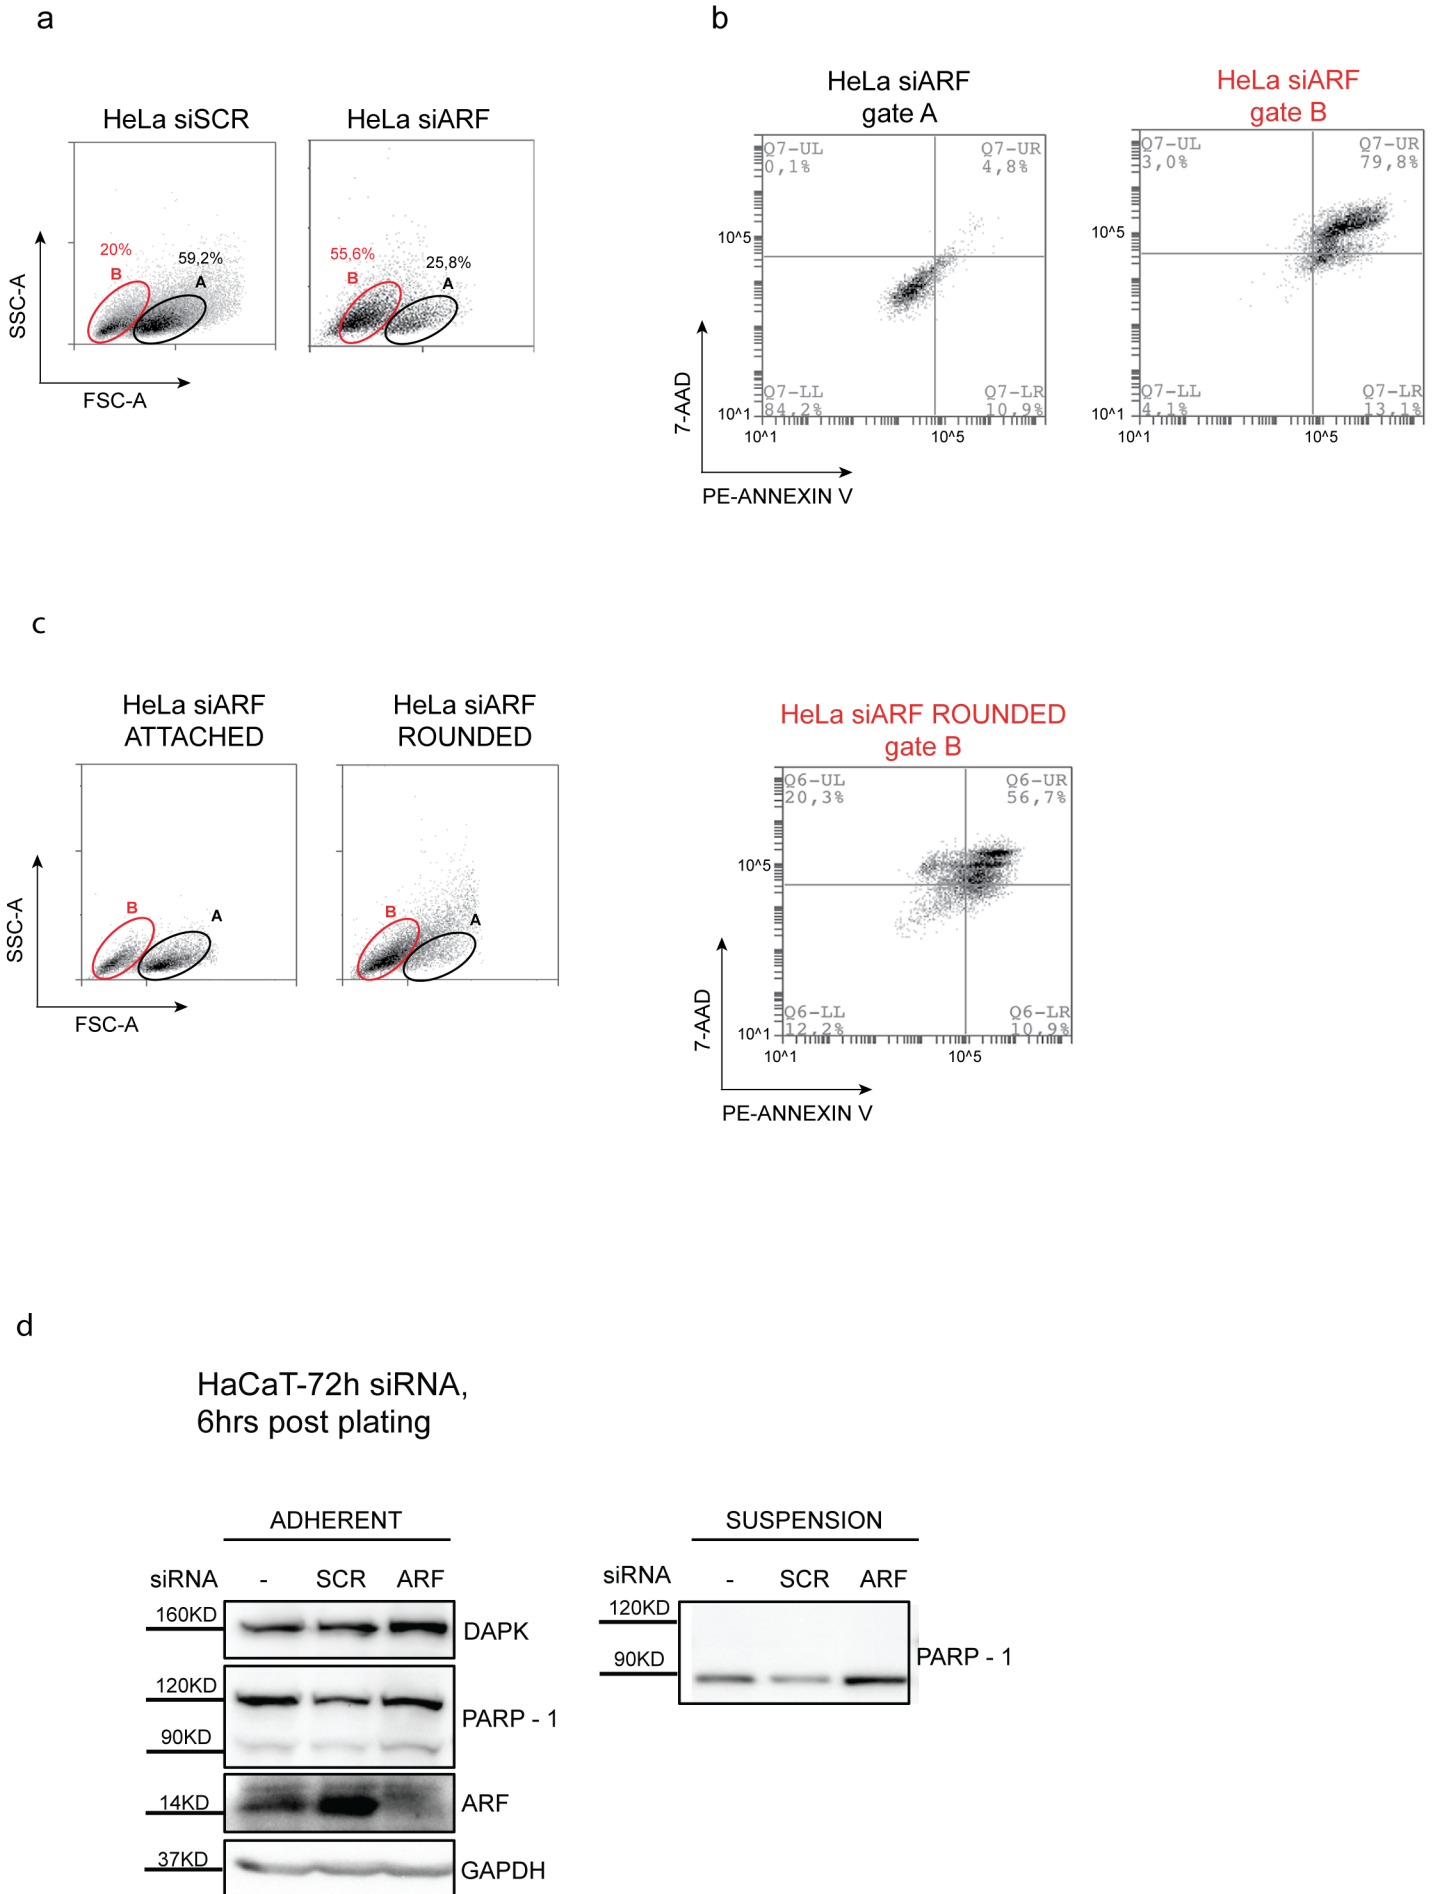 a
HeLa siSCR
HeLa siARF
20%
B
59,2%
A
55,6%
B
25,8%
A
SSC-A
FSC-A
b
HeLa siARF
gate A
HeLa siARF
gate B
Q7-UL
0,1%
Q7-UR
4,8%
10^5
Q7-LL
84,2%
Q7-LR
10,9%
10^1
10^1
10^5
Q7-UL
3,0%
Q7-UR
79,8%
10^5
Q7-LL
4,1%
Q7-LR
13,1%
10^1
10^1
10^5
7-AAD
PE-ANNEXIN V
c
HeLa siARF
ATTACHED
HeLa siARF
ROUNDED
B
A
B
A
SSC-A
FSC-A
HeLa siARF ROUNDED
gate B
Q6-UL
20,3%
Q6-UR
56,7%
10^5
Q6-LL
12,2%
Q6-LR
10,9%
10^1
10^1
10^5
7-AAD
PE-ANNEXIN V
d
HaCaT-72h siRNA,
6hrs post plating
ADHERENT
siRNA - SCR ARF
160KD
DAPK
120KD
PARP - 1
90KD
14KD
ARF
37KD
GAPDH
SUSPENSION
siRNA - SCR ARF
120KD
90KD
PARP - 1